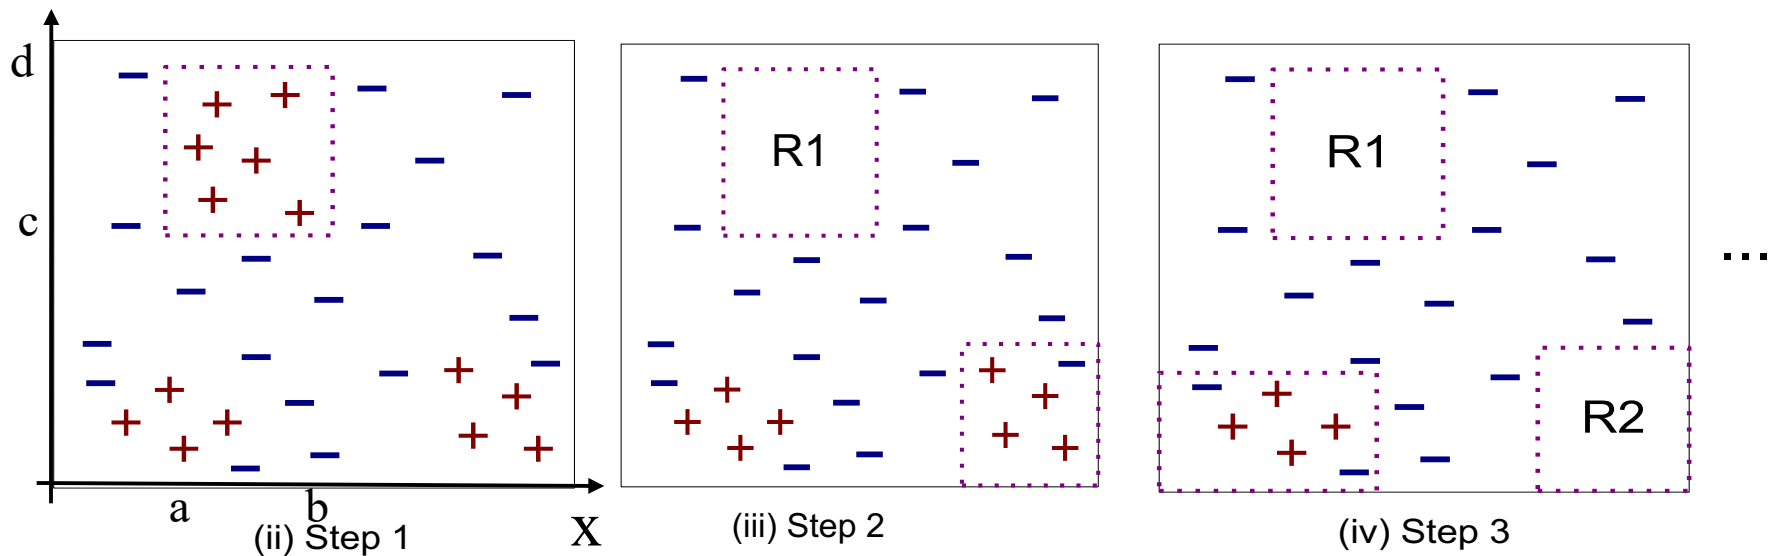 d
c
a
b
X
(ii) Step 1
R1
(iii) Step 2
R1
R2
(iv) Step 3
...